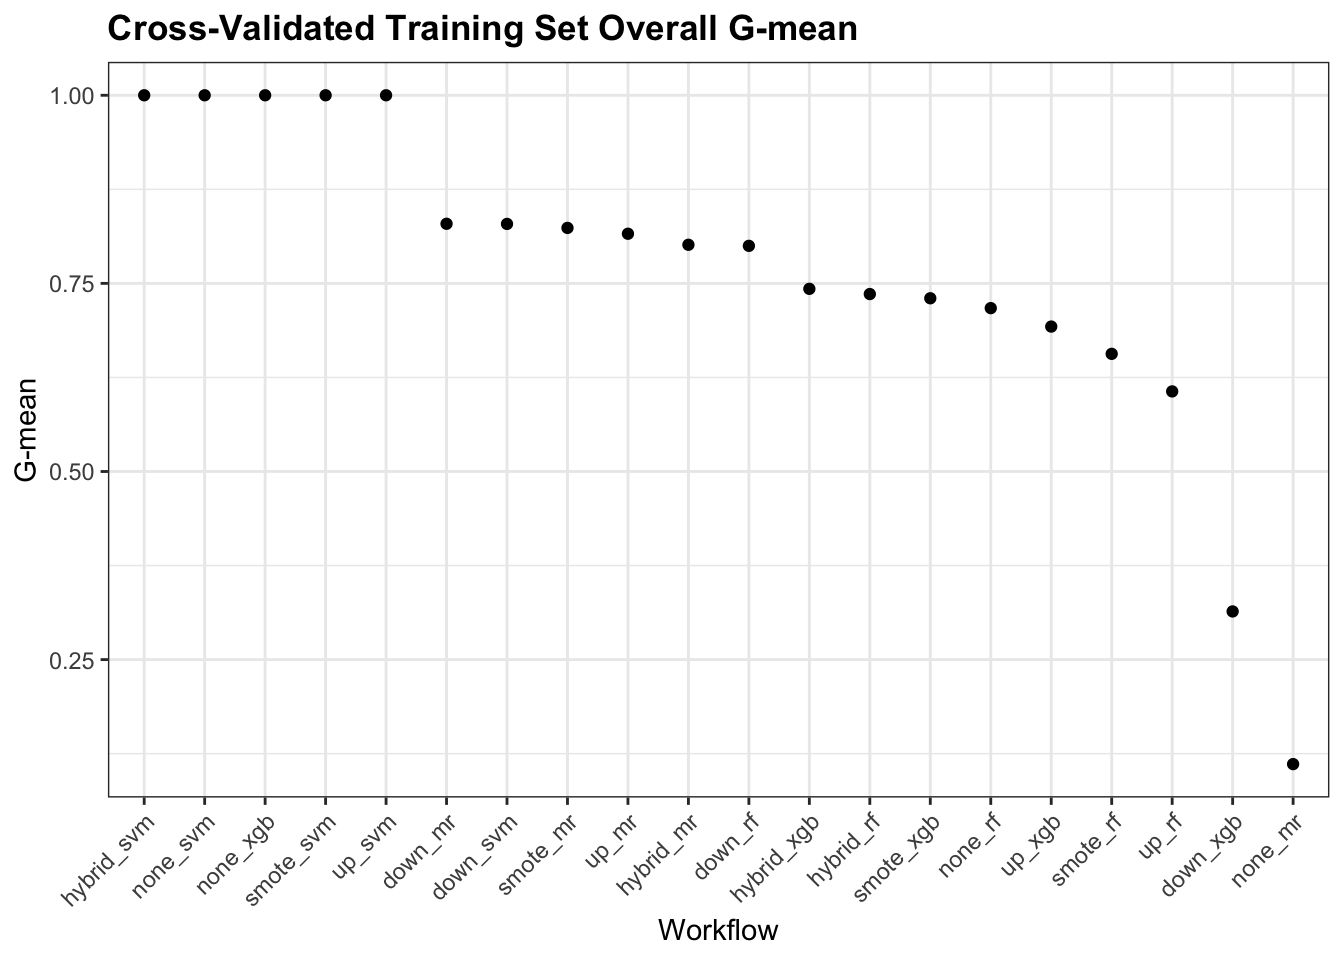 Cross-Validated Training Set Overall G-mean
G-mean
1.00
0.75
0.50
0.25
hybrid_svm
none_svm
none_xgb
smote_svm
up_svm
down_mr
down_svm
smote_mr
up_mr
hybrid_mr
down_rf
hybrid_xgb
hybrid_rf
smote_xgb
none_rf
up_xgb
smote_rf
up_rf
down_xgb
none_mr
Workflow